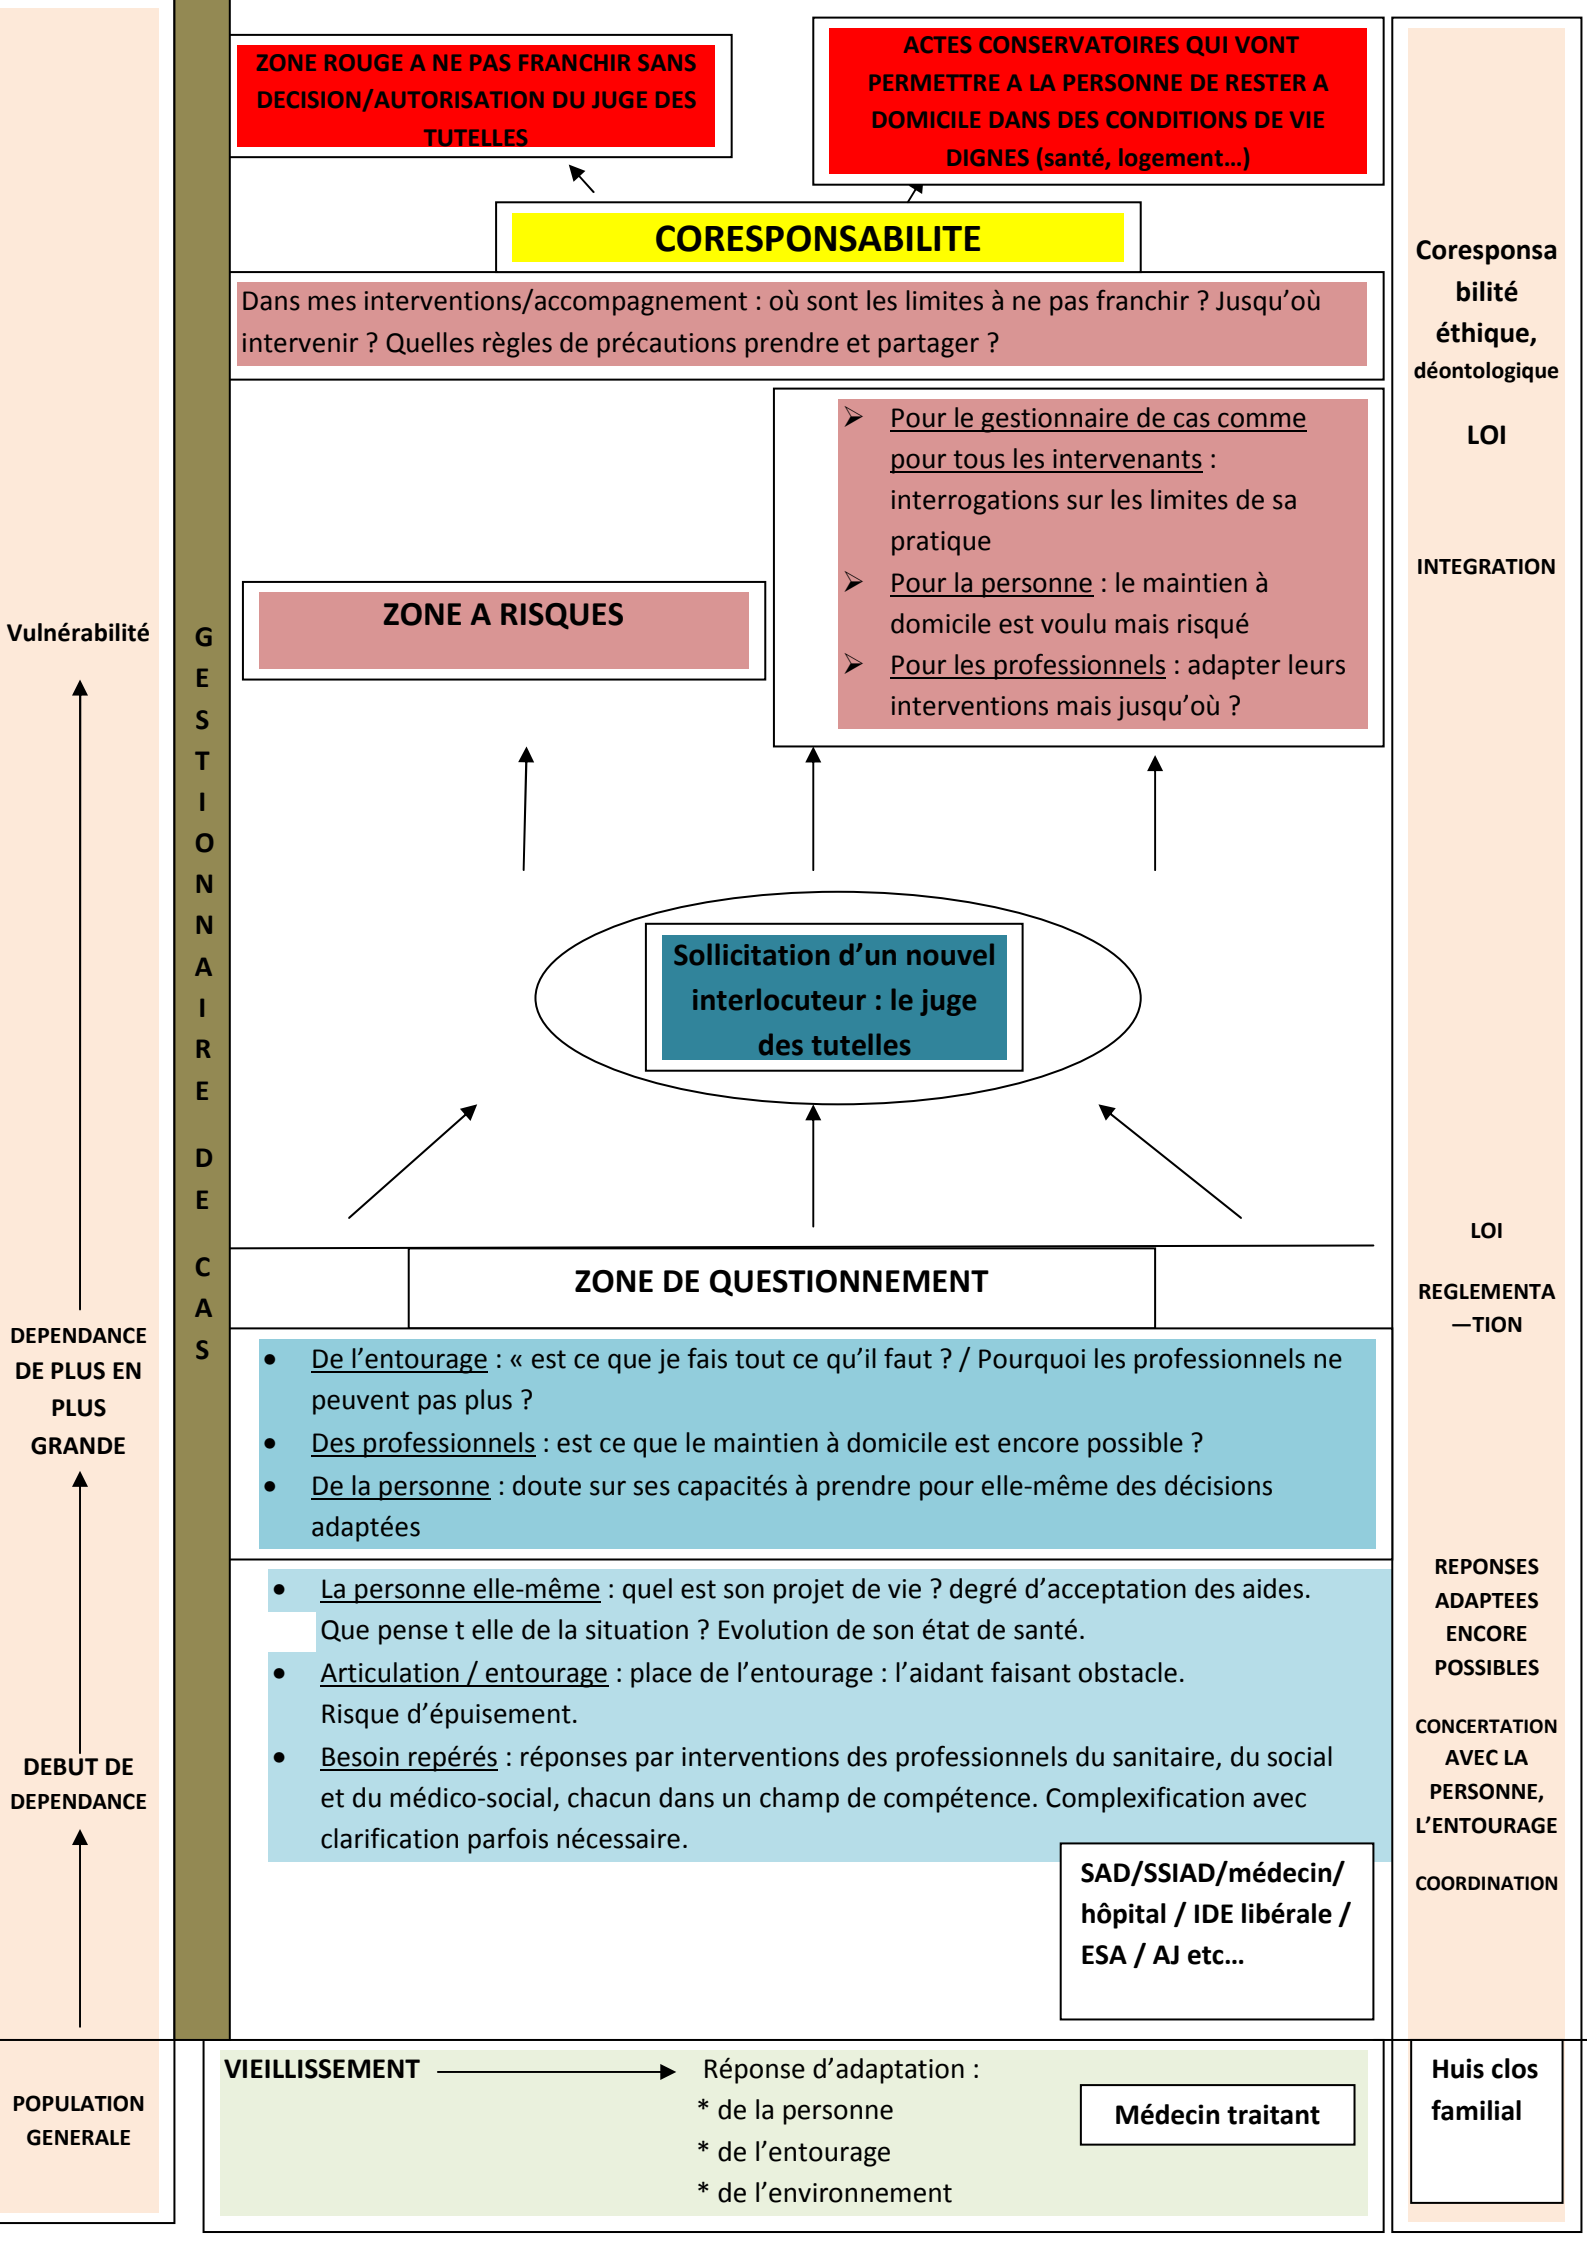 ZONE ROUGE A NE PAS FRANCHIR SANS
DECISION/AUTORISATION DU JUGE DES
TUTELLES
ACTES CONSERVATOIRES QUI VONT
PERMETTRE A LA PERSONNE DE RESTER A
DOMICILE DANS DES CONDITIONS DE VIE
DIGNES (santé, logement…)
CORESPONSABILITE
Dans mes interventions/accompagnement : où sont les limites à ne pas franchir ? Jusqu’où
intervenir ? Quelles règles de précautions prendre et partager ?
➢ Pour le gestionnaire de cas comme
pour tous les intervenants :
interrogations sur les limites de sa
pratique
➢ Pour la personne : le maintien à
domicile est voulu mais risqué
➢ Pour les professionnels : adapter leurs
interventions mais jusqu’où ?
ZONE A RISQUES
Sollicitation d’un nouvel
interlocuteur : le juge
des tutelles
ZONE DE QUESTIONNEMENT
• De l’entourage : « est ce que je fais tout ce qu’il faut ? / Pourquoi les professionnels ne
peuvent pas plus ?
• Des professionnels : est ce que le maintien à domicile est encore possible ?
• De la personne : doute sur ses capacités à prendre pour elle-même des décisions
adaptées
• La personne elle-même : quel est son projet de vie ? degré d’acceptation des aides.
Que pense t elle de la situation ? Evolution de son état de santé.
• Articulation / entourage : place de l’entourage : l’aidant faisant obstacle.
Risque d’épuisement.
• Besoin repérés : réponses par interventions des professionnels du sanitaire, du social
et du médico-social, chacun dans un champ de compétence. Complexification avec
clarification parfois nécessaire.
SAD/SSIAD/médecin/
hôpital / IDE libérale /
ESA / AJ etc…
VIEILLISSEMENT
Réponse d’adaptation :
* de la personne
* de l’entourage
* de l’environnement
Médecin traitant
Vulnérabilité
DEPENDANCE
DE PLUS EN
PLUS
GRANDE
DEBUT DE
DEPENDANCE
POPULATION
GENERALE
G
E
S
T
I
O
N
N
A
I
R
E
D
E
C
A
S
Coresponsa
bilité
éthique,
déontologique
LOI
INTEGRATION
LOI
REGLEMENTA
—TION
REPONSES
ADAPTEES
ENCORE
POSSIBLES
CONCERTATION
AVEC LA
PERSONNE,
L’ENTOURAGE
COORDINATION
Huis clos
familial